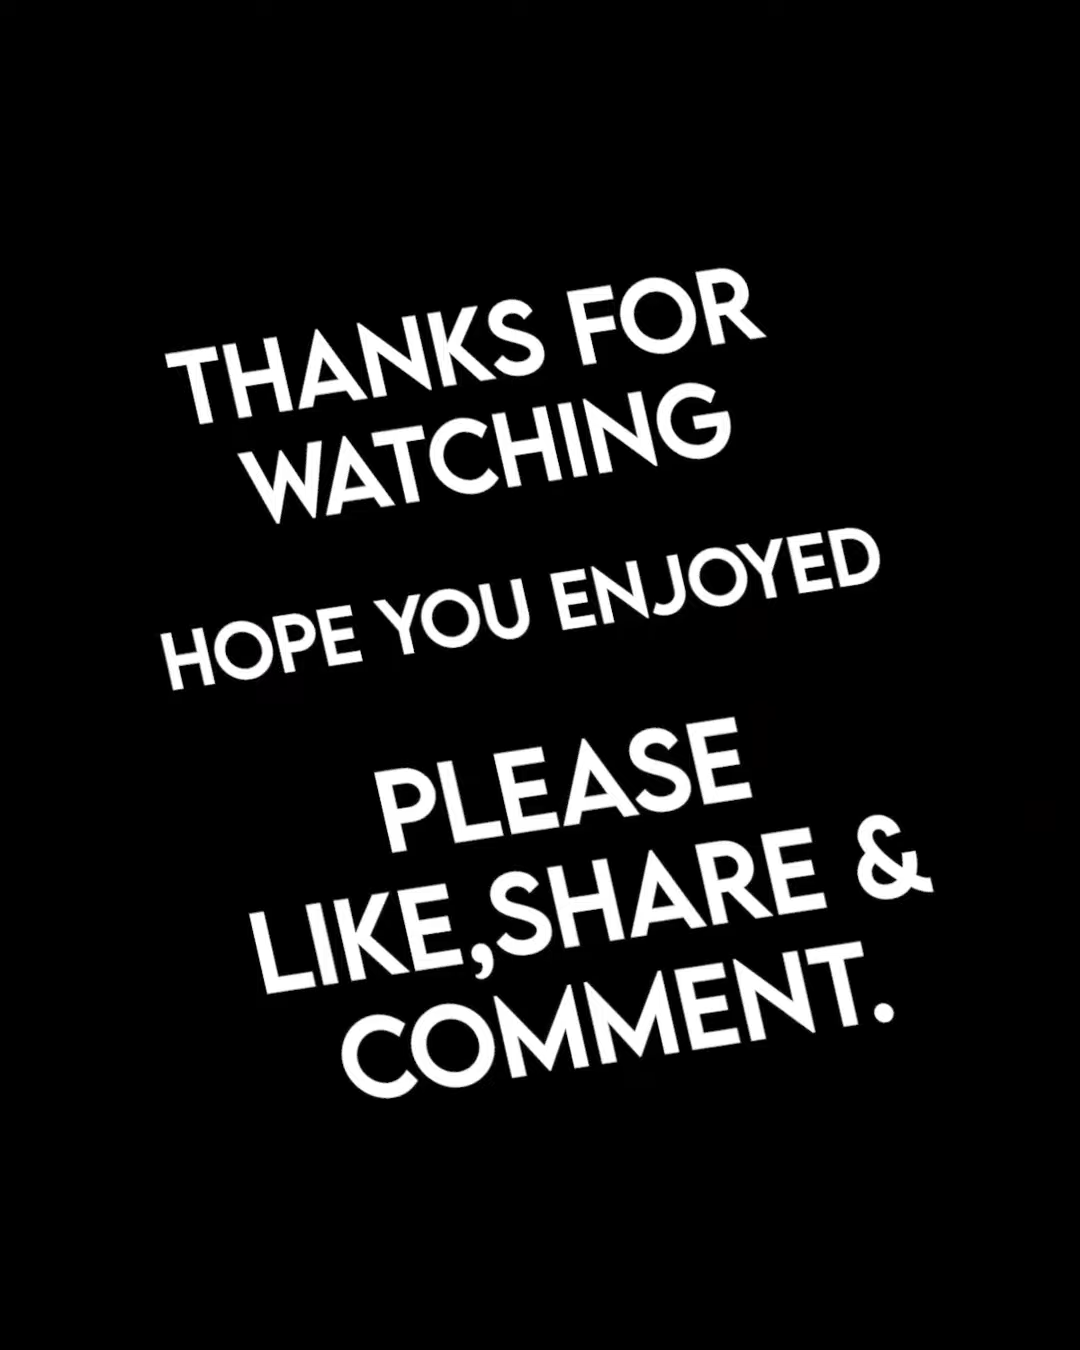 THANKS FOR
WATCHING
HOPE YOU ENJOYED
PLEASE
LIKE,SHARE &
COMMENT.